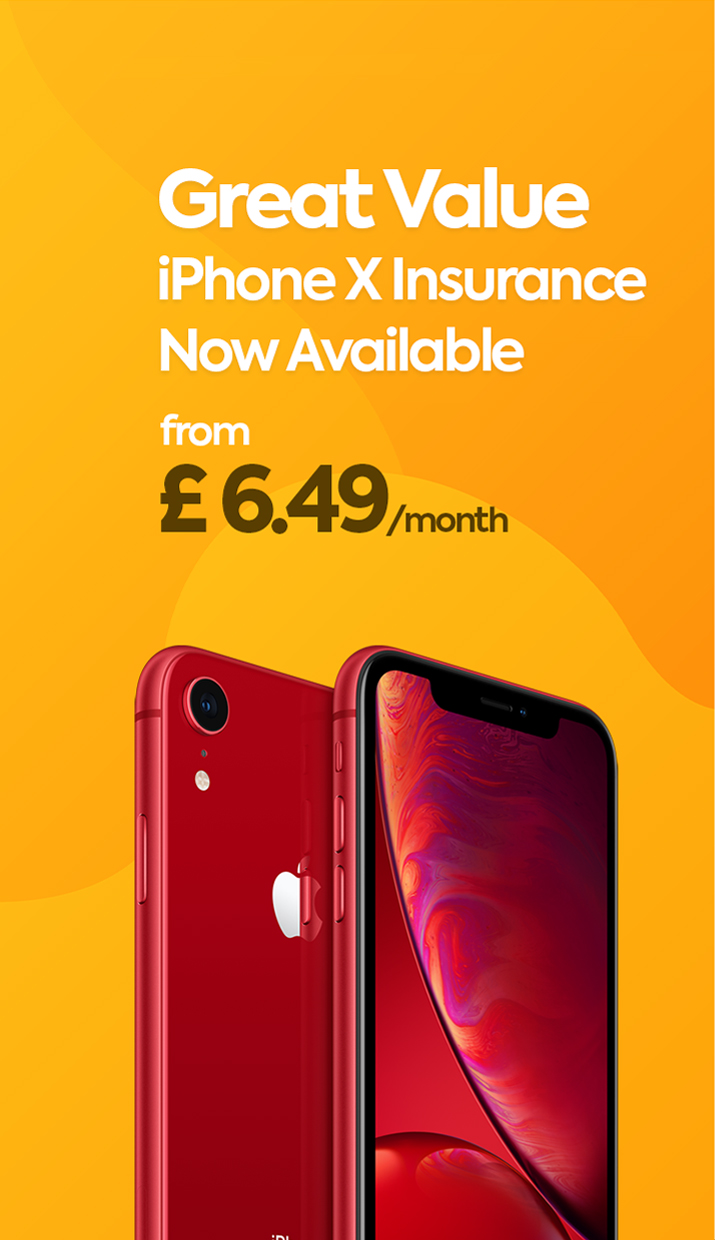 Great Value
iPhone X Insurance
Now Available
from
£ 6.49/month